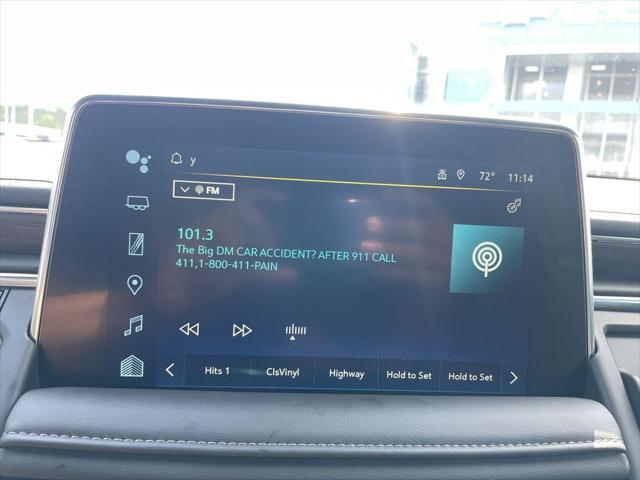 y
72° 11:14
FM
101.3
The Big DM CAR ACCIDENT? AFTER 911 CALL
411,1-800-411-PAIN
Hits 1 ClsVinyl Highway Hold to Set Hold to Set